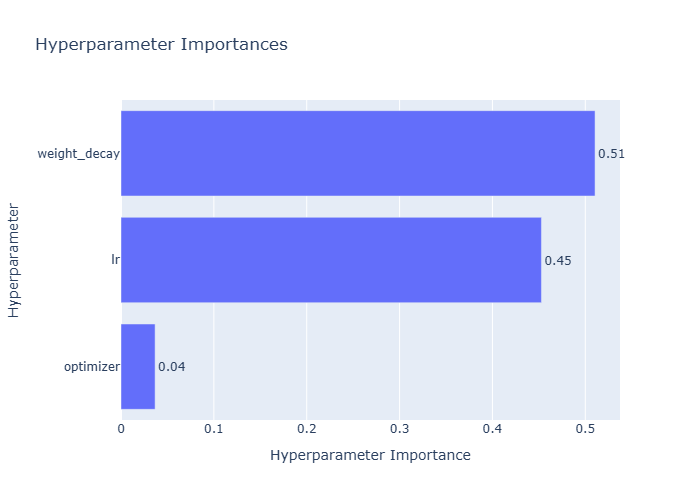 Hyperparameter Importances
Hyperparameter
weight_decay
0.51
lr
0.45
optimizer
0.04
0
0.1
0.2
0.3
0.4
0.5
Hyperparameter Importance